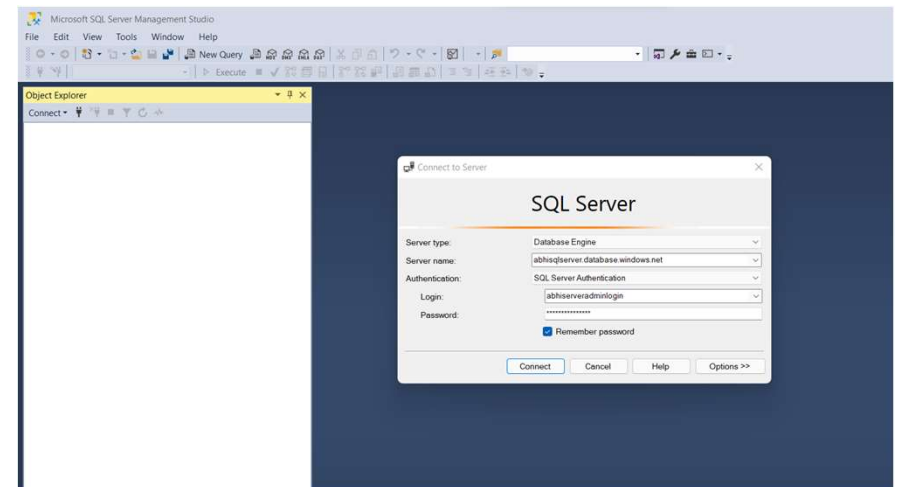 Microsoft SQL Server Management Studio
File Edit View Tools Window Help
New Query
Execute
Object Explorer
Connect
Connect to Server
SQL Server
Server type: Database Engine
Server name: abhisqlserver.database.windows.net
Authentication: SQL Server Authentication
Login: abhiserveradminlogin
Password: ***************
Remember password
Connect Cancel Help Options >>